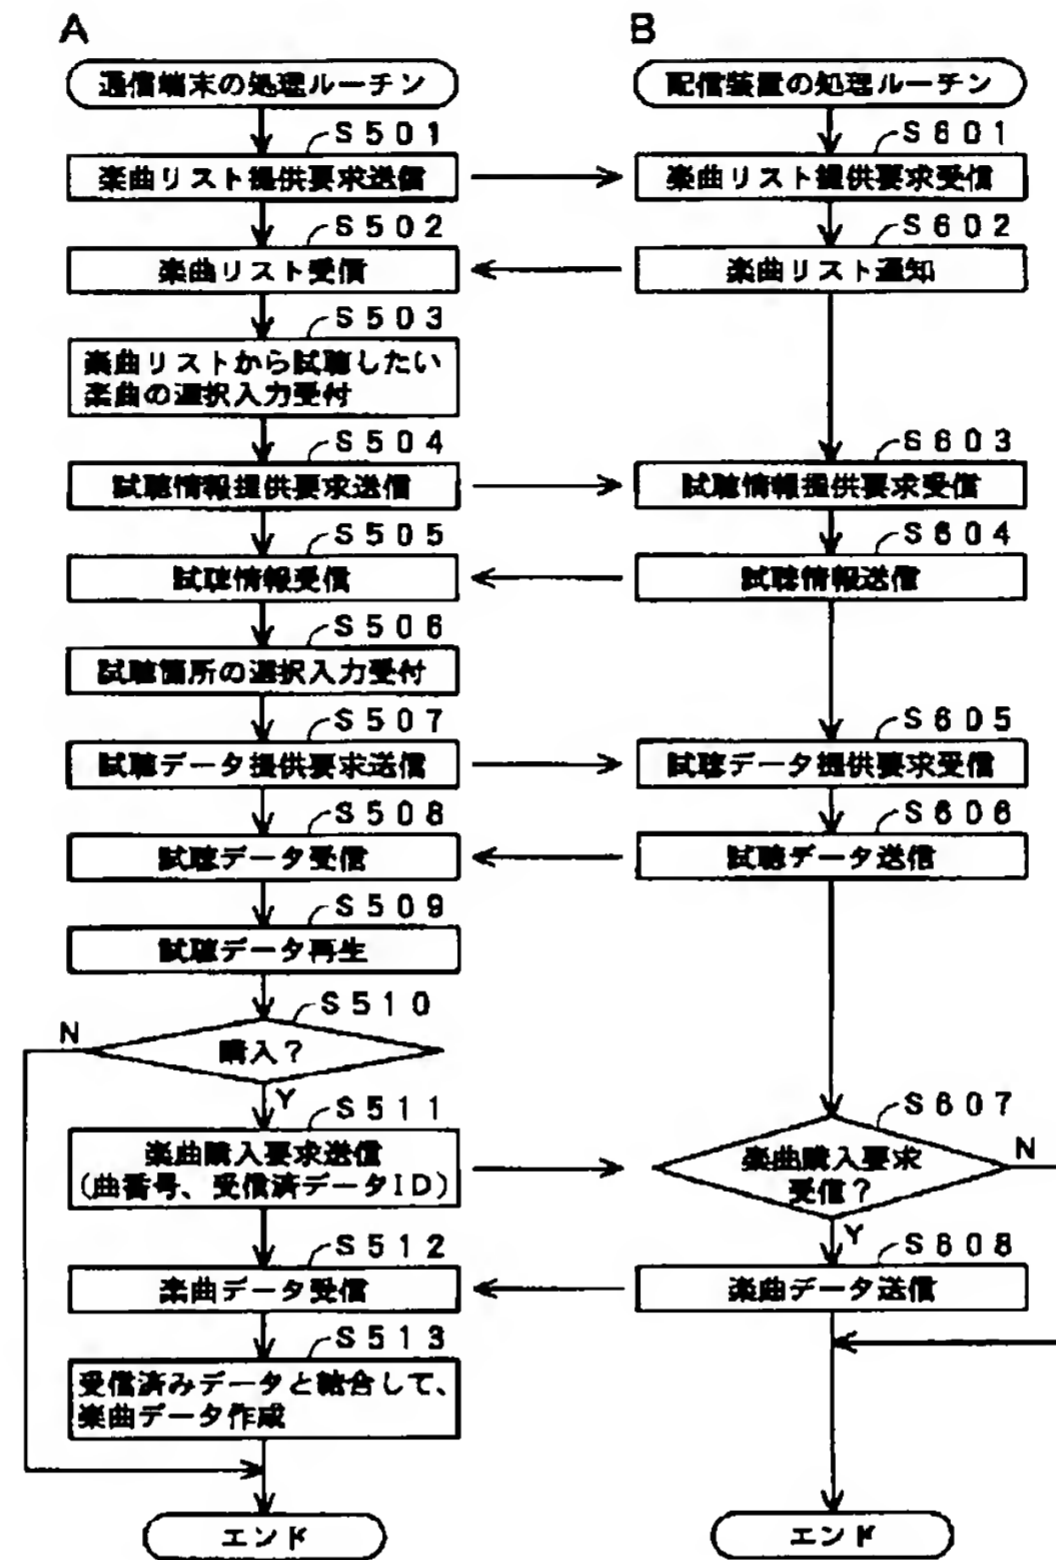 A
通信端末の処理ルーチン
S501
楽曲リスト提供要求送信
S502
楽曲リスト受信
S503
楽曲リストから試聴したい
楽曲の選択入力受付
S504
試聴情報提供要求送信
S505
試聴情報受信
S506
試聴箇所の選択入力受付
S507
試聴データ提供要求送信
S508
試聴データ受信
S509
試聴データ再生
S510
購入?
N
Y
S511
楽曲購入要求送信
(曲番号、受信済データID)
S512
楽曲データ受信
S513
受信済みデータと結合して、
楽曲データ作成
エンド
B
配信装置の処理ルーチン
S601
楽曲リスト提供要求受信
S602
楽曲リスト通知
S603
試聴情報提供要求受信
S604
試聴情報送信
S605
試聴データ提供要求受信
S606
試聴データ送信
S607
楽曲購入要求
受信?
N
Y
S608
楽曲データ送信
エンド